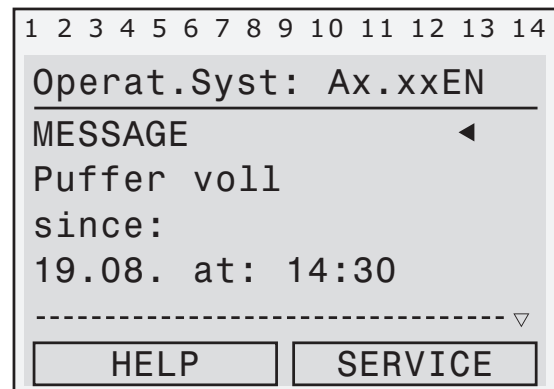 1 2 3 4 5 6 7 8 9 10 11 12 13 14
Operat.Syst: Ax.xxEN
MESSAGE
Puffer voll
since:
19.08. at: 14:30
HELP SERVICE